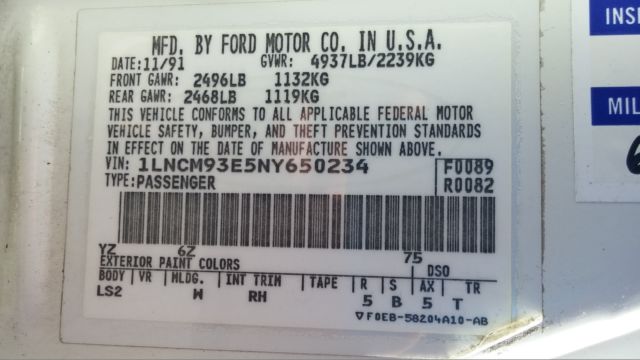 MFD. BY FORD MOTOR CO. IN U.S.A.
DATE: 11/91 GVWR: 4937LB/2239KG
FRONT GAWR: 2496LB 1132KG
REAR GAWR: 2468LB 1119KG
THIS VEHICLE CONFORMS TO ALL APPLICABLE FEDERAL MOTOR
VEHICLE SAFETY, BUMPER, AND THEFT PREVENTION STANDARDS
IN EFFECT ON THE DATE OF MANUFACTURE SHOWN ABOVE.
VIN: 1LNCM93E5NY650234 F0089
TYPE: PASSENGER R0082
YZ 6Z 75
EXTERIOR PAINT COLORS DSO
BODY VR MLDG. INT TRIM TAPE R S AX TR
LS2 W RH 5 B 5 T
▽F0EB-58204A10-AB
INSE
MIL